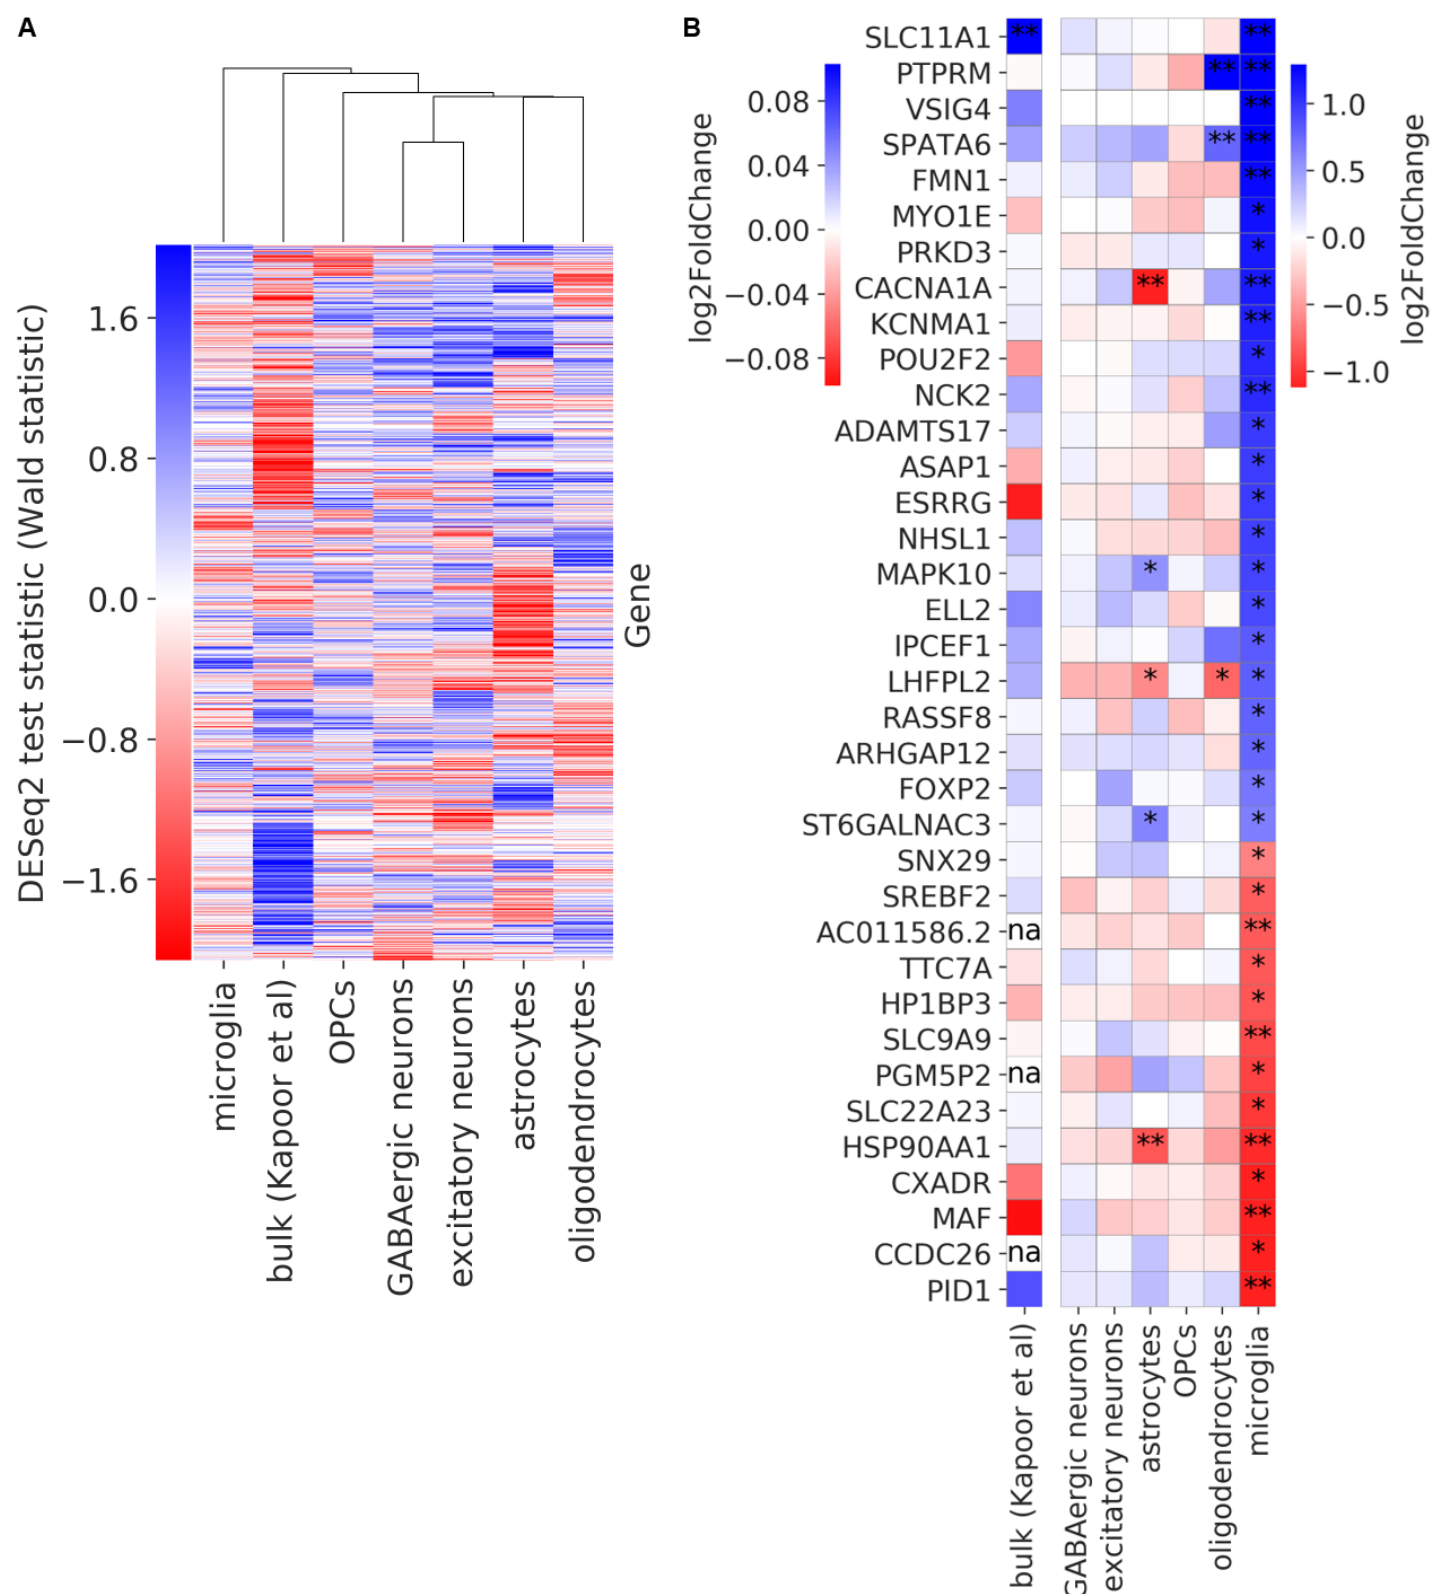 A
DESeq2 test statistic (Wald statistic)
1.6
0.8
0.0
−0.8
−1.6
Gene
microglia
bulk (Kapoor et al)
OPCs
GABAergic neurons
excitatory neurons
astrocytes
oligodendrocytes
B
log2FoldChange
0.08
0.04
0.00
−0.04
−0.08
SLC11A1 ** **
PTPRM ** **
VSIG4 **
SPATA6 ** **
FMN1 **
MYO1E *
PRKD3 *
CACNA1A ** **
KCNMA1 **
POU2F2 *
NCK2 **
ADAMTS17 *
ASAP1 *
ESRRG *
NHSL1 *
MAPK10 * *
ELL2 *
IPCEF1 *
LHFPL2 * * *
RASSF8 *
ARHGAP12 *
FOXP2 *
ST6GALNAC3 * *
SNX29 *
SREBF2 *
AC011586.2 na **
TTC7A *
HP1BP3 *
SLC9A9 **
PGM5P2 na *
SLC22A23 *
HSP90AA1 ** **
CXADR *
MAF **
CCDC26 na *
PID1 **
1.0
0.5
0.0
−0.5
−1.0
log2FoldChange
bulk (Kapoor et al)
GABAergic neurons
excitatory neurons
astrocytes
OPCs
oligodendrocytes
microglia